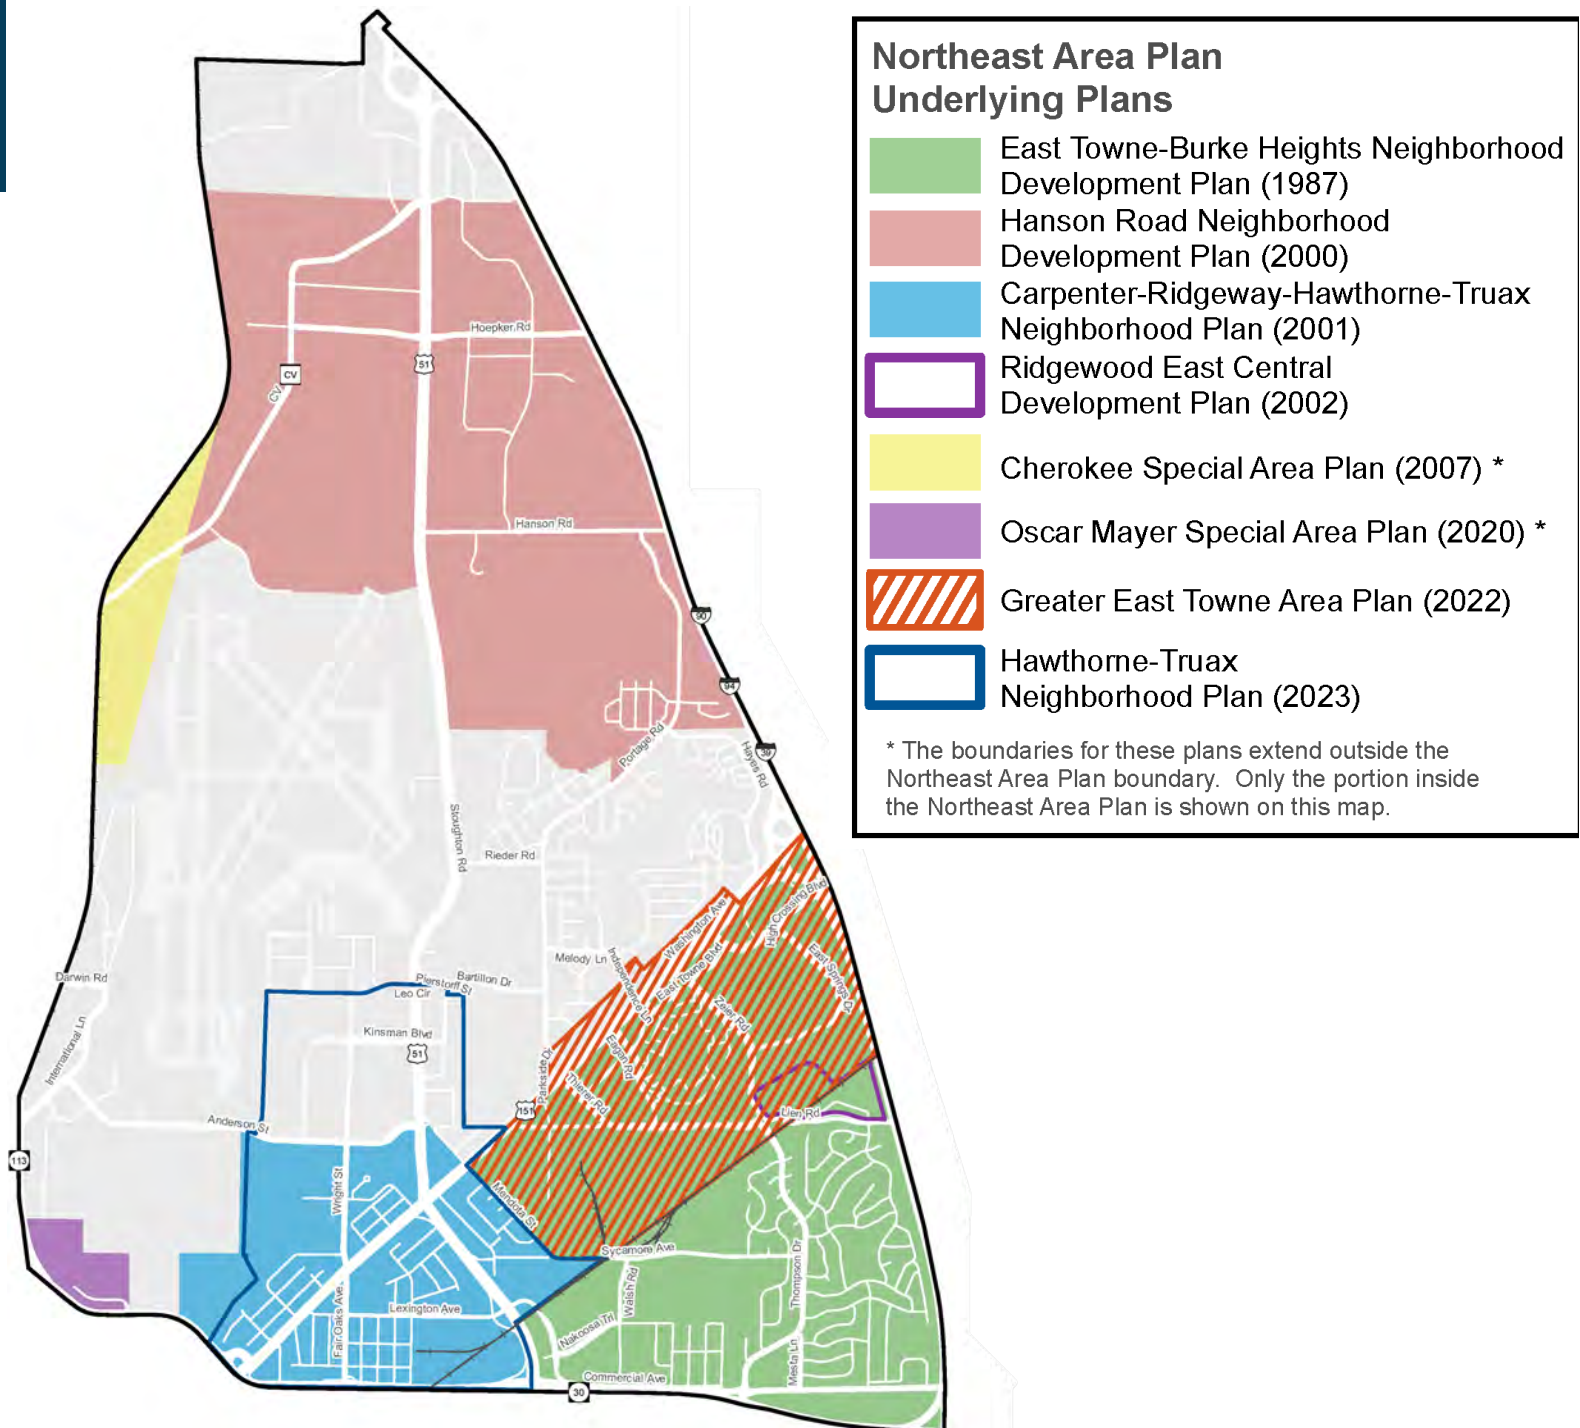 Northeast Area Plan
Underlying Plans
East Towne-Burke Heights Neighborhood
Development Plan (1987)
Hanson Road Neighborhood
Development Plan (2000)
Carpenter-Ridgeway-Hawthorne-Truax
Neighborhood Plan (2001)
Ridgewood East Central
Development Plan (2002)
Cherokee Special Area Plan (2007) *
Oscar Mayer Special Area Plan (2020) *
Greater East Towne Area Plan (2022)
Hawthorne-Truax
Neighborhood Plan (2023)
* The boundaries for these plans extend outside the
Northeast Area Plan boundary. Only the portion inside
the Northeast Area Plan is shown on this map.
Hoepker Rd
51
CV
CV
Hanson Rd
90
94
39
Portage Rd
Hayes Rd
Stoughton Rd
Rieder Rd
High Crossing Blvd
Washington Ave
East Towne Blvd
East Springs Dr
Melody Ln
Independence Ln
Zeier Rd
Darwin Rd
Pierstorff St
Bartillon Dr
Leo Cir
Kinsman Blvd
51
Eagan Rd
International Ln
Parkside Dr
Thierer Rd
151
Lien Rd
Anderson St
113
Wright St
Mendota St
Sycamore Ave
Walsh Rd
Thompson Dr
Fair Oaks Ave
Lexington Ave
Nakoosa Trl
Mesta Ln
Commercial Ave
30